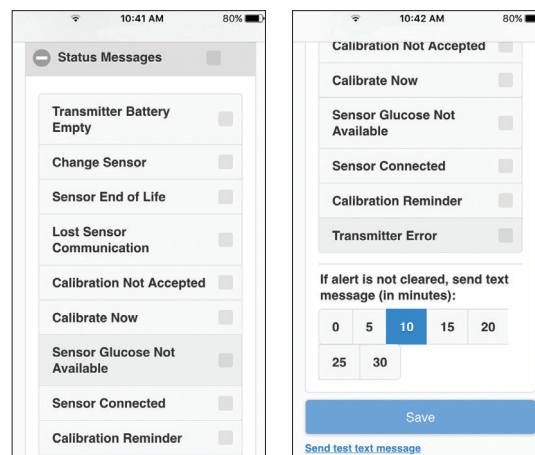 10:41 AM 80%
Status Messages
Transmitter Battery
Empty
Change Sensor
Sensor End of Life
Lost Sensor
Communication
Calibration Not Accepted
Calibrate Now
Sensor Glucose Not
Available
Sensor Connected
Calibration Reminder
10:42 AM 80%
Calibration Not Accepted
Calibrate Now
Sensor Glucose Not
Available
Sensor Connected
Calibration Reminder
Transmitter Error
If alert is not cleared, send text
message (in minutes):
0 5 10 15 20
25 30
Save
Send test text message